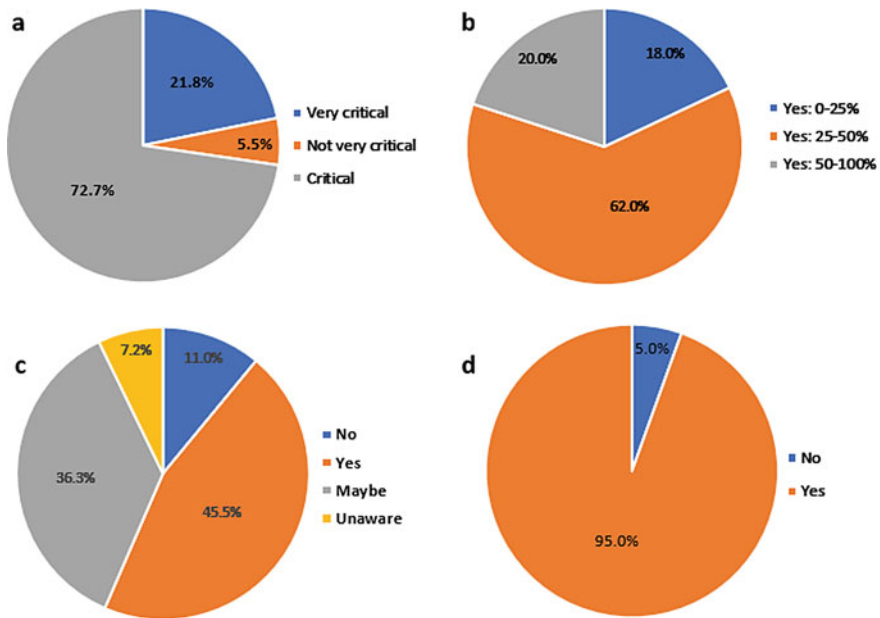 a
21.8%
5.5%
72.7%
Very critical
Not very critical
Critical
b
20.0%
18.0%
62.0%
Yes: 0-25%
Yes: 25-50%
Yes: 50-100%
c
7.2%
11.0%
36.3%
45.5%
No
Yes
Maybe
Unaware
d
5.0%
95.0%
No
Yes